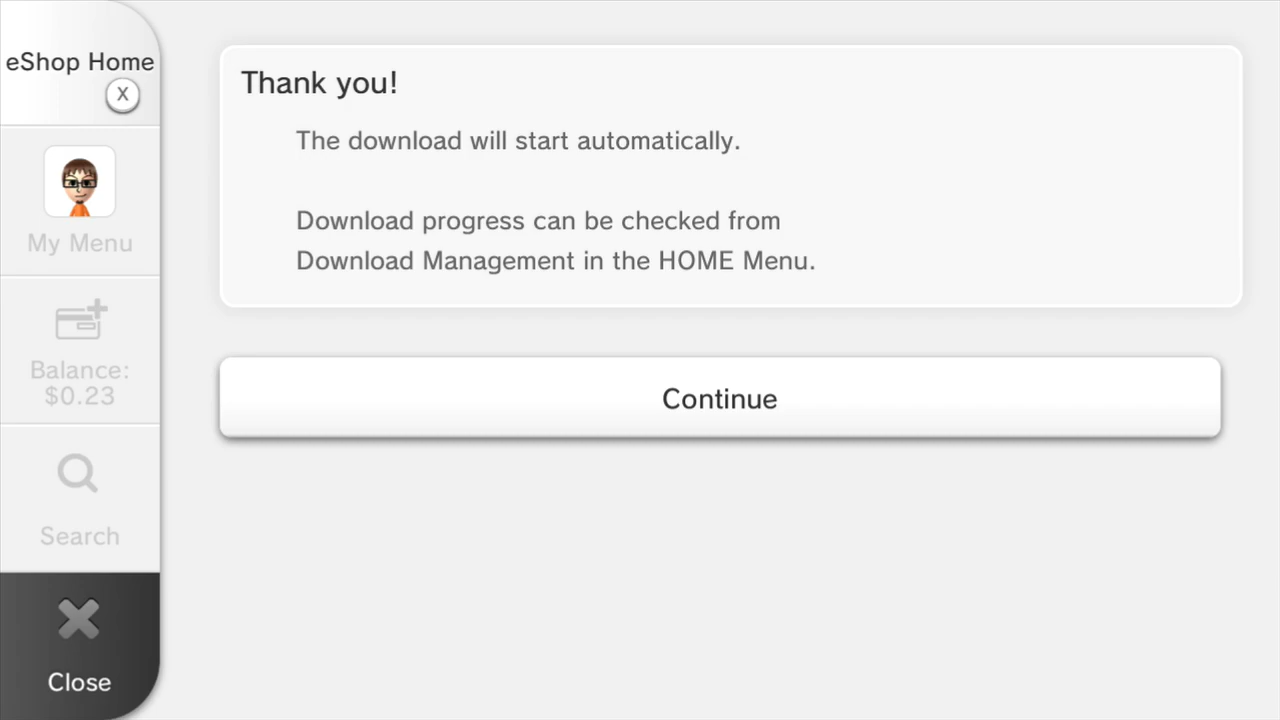 eShop Home
X
My Menu
Balance:
$0.23
Search
Close
Thank you!
The download will start automatically.
Download progress can be checked from
Download Management in the HOME Menu.
Continue